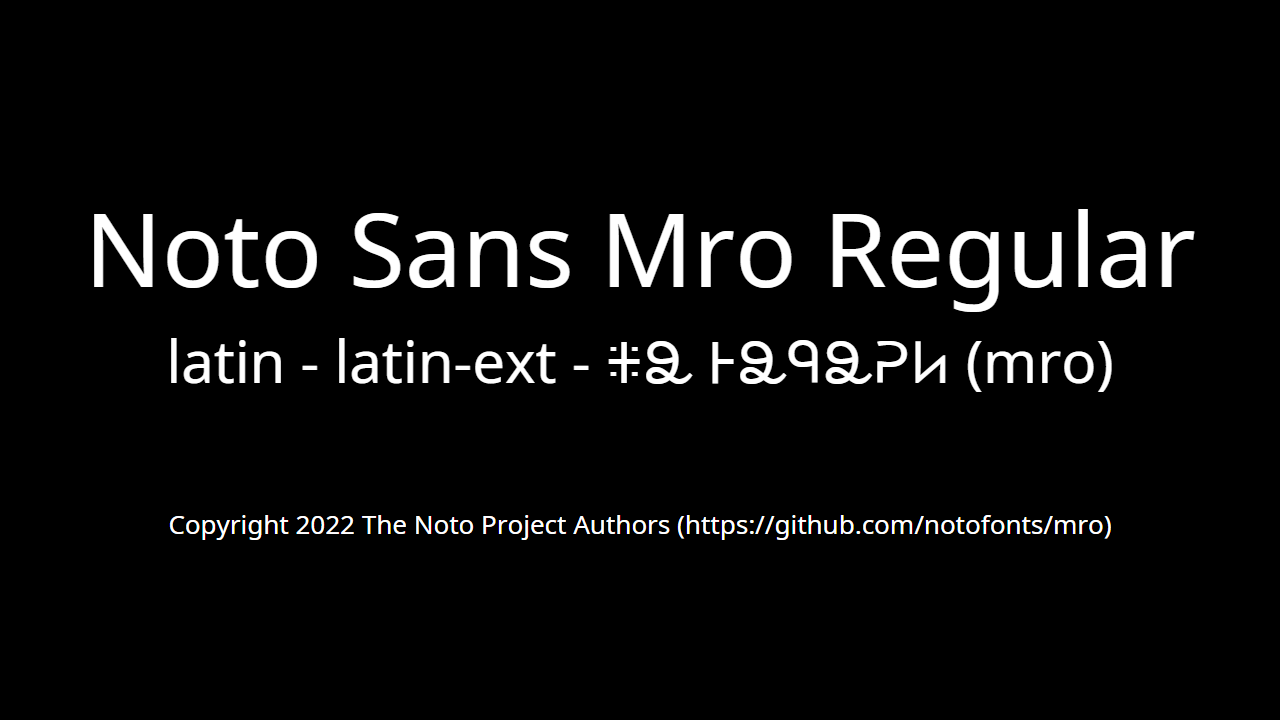 Noto Sans Mro Regular
latin - latin-ext - (mro)
Copyright 2022 The Noto Project Authors (https://github.com/notofonts/mro)